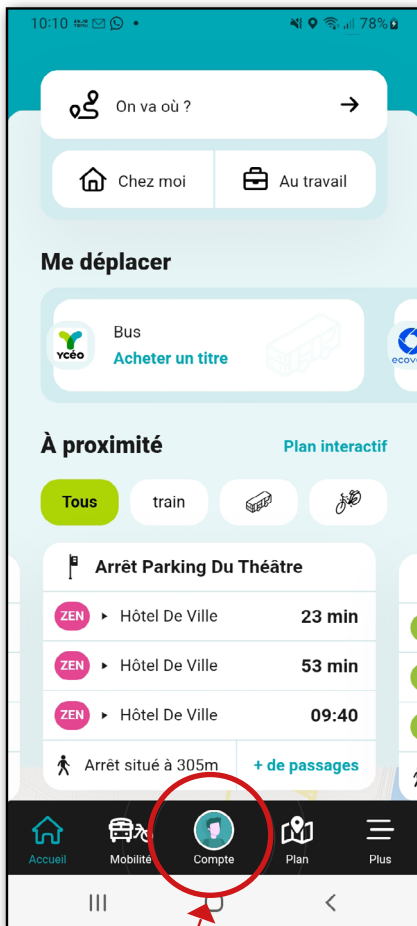 10:10 78%
On va où ?
Chez moi Au travail
Me déplacer
Bus
YCÉO Acheter un titre
À proximité Plan interactif
Tous train
Arrêt Parking Du Théâtre
ZEN Hôtel De Ville 23 min
ZEN Hôtel De Ville 53 min
ZEN Hôtel De Ville 09:40
Arrêt situé à 305m + de passages
Accueil Mobilité Compte Plan Plus